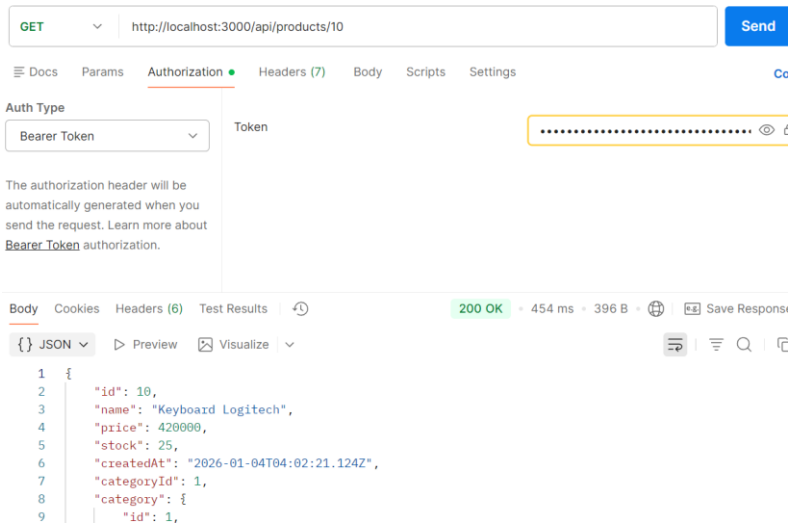 GET http://localhost:3000/api/products/10 Send
Docs Params Authorization Headers (7) Body Scripts Settings
Auth Type
Bearer Token
Token
The authorization header will be
automatically generated when you
send the request. Learn more about
Bearer Token authorization.
Body Cookies Headers (6) Test Results 200 OK 454 ms 396 B e.g. Save Response
{} JSON Preview Visualize
1 {
2 "id": 10,
3 "name": "Keyboard Logitech",
4 "price": 420000,
5 "stock": 25,
6 "createdAt": "2026-01-04T04:02:21.124Z",
7 "categoryId": 1,
8 "category": {
9 "id": 1,